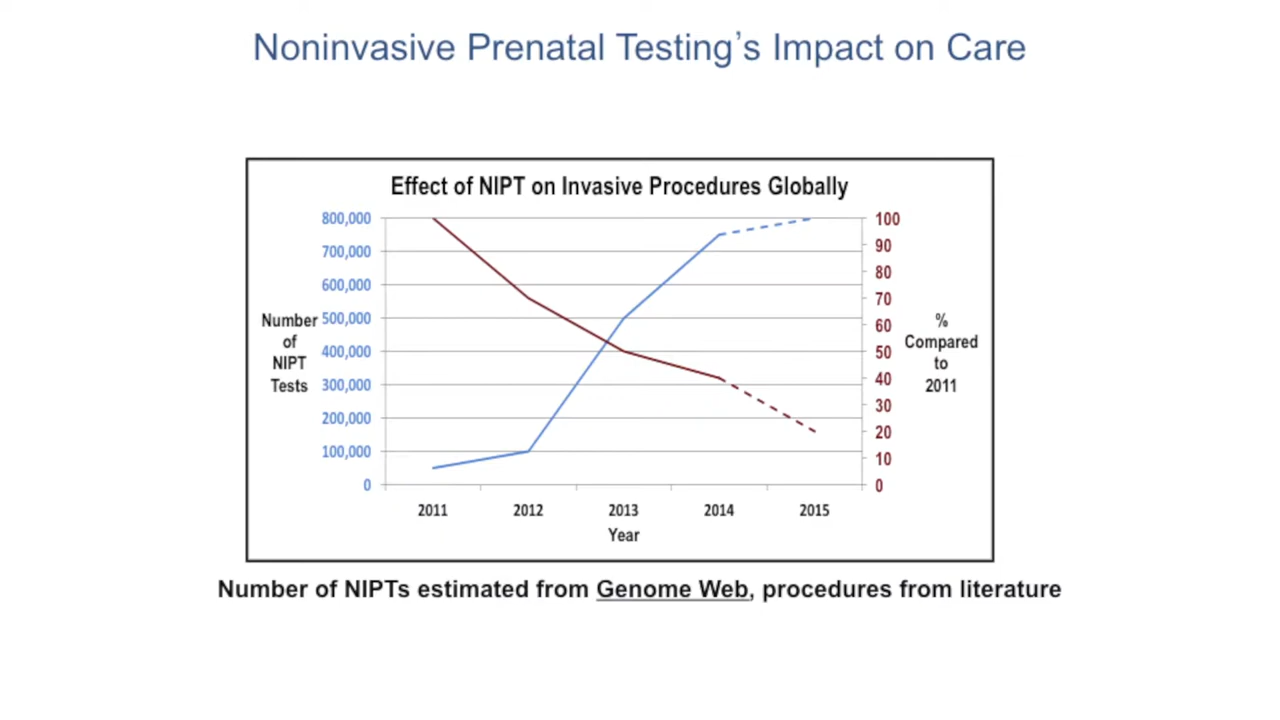 Noninvasive Prenatal Testing's Impact on Care
Effect of NIPT on Invasive Procedures Globally
800,000
700,000
600,000
500,000
400,000
300,000
200,000
100,000
0
Number
of
NIPT
Tests
100
90
80
70
60
50
40
30
20
10
0
%
Compared
to
2011
2011 2012 2013 2014 2015
Year
Number of NIPTs estimated from Genome Web, procedures from literature